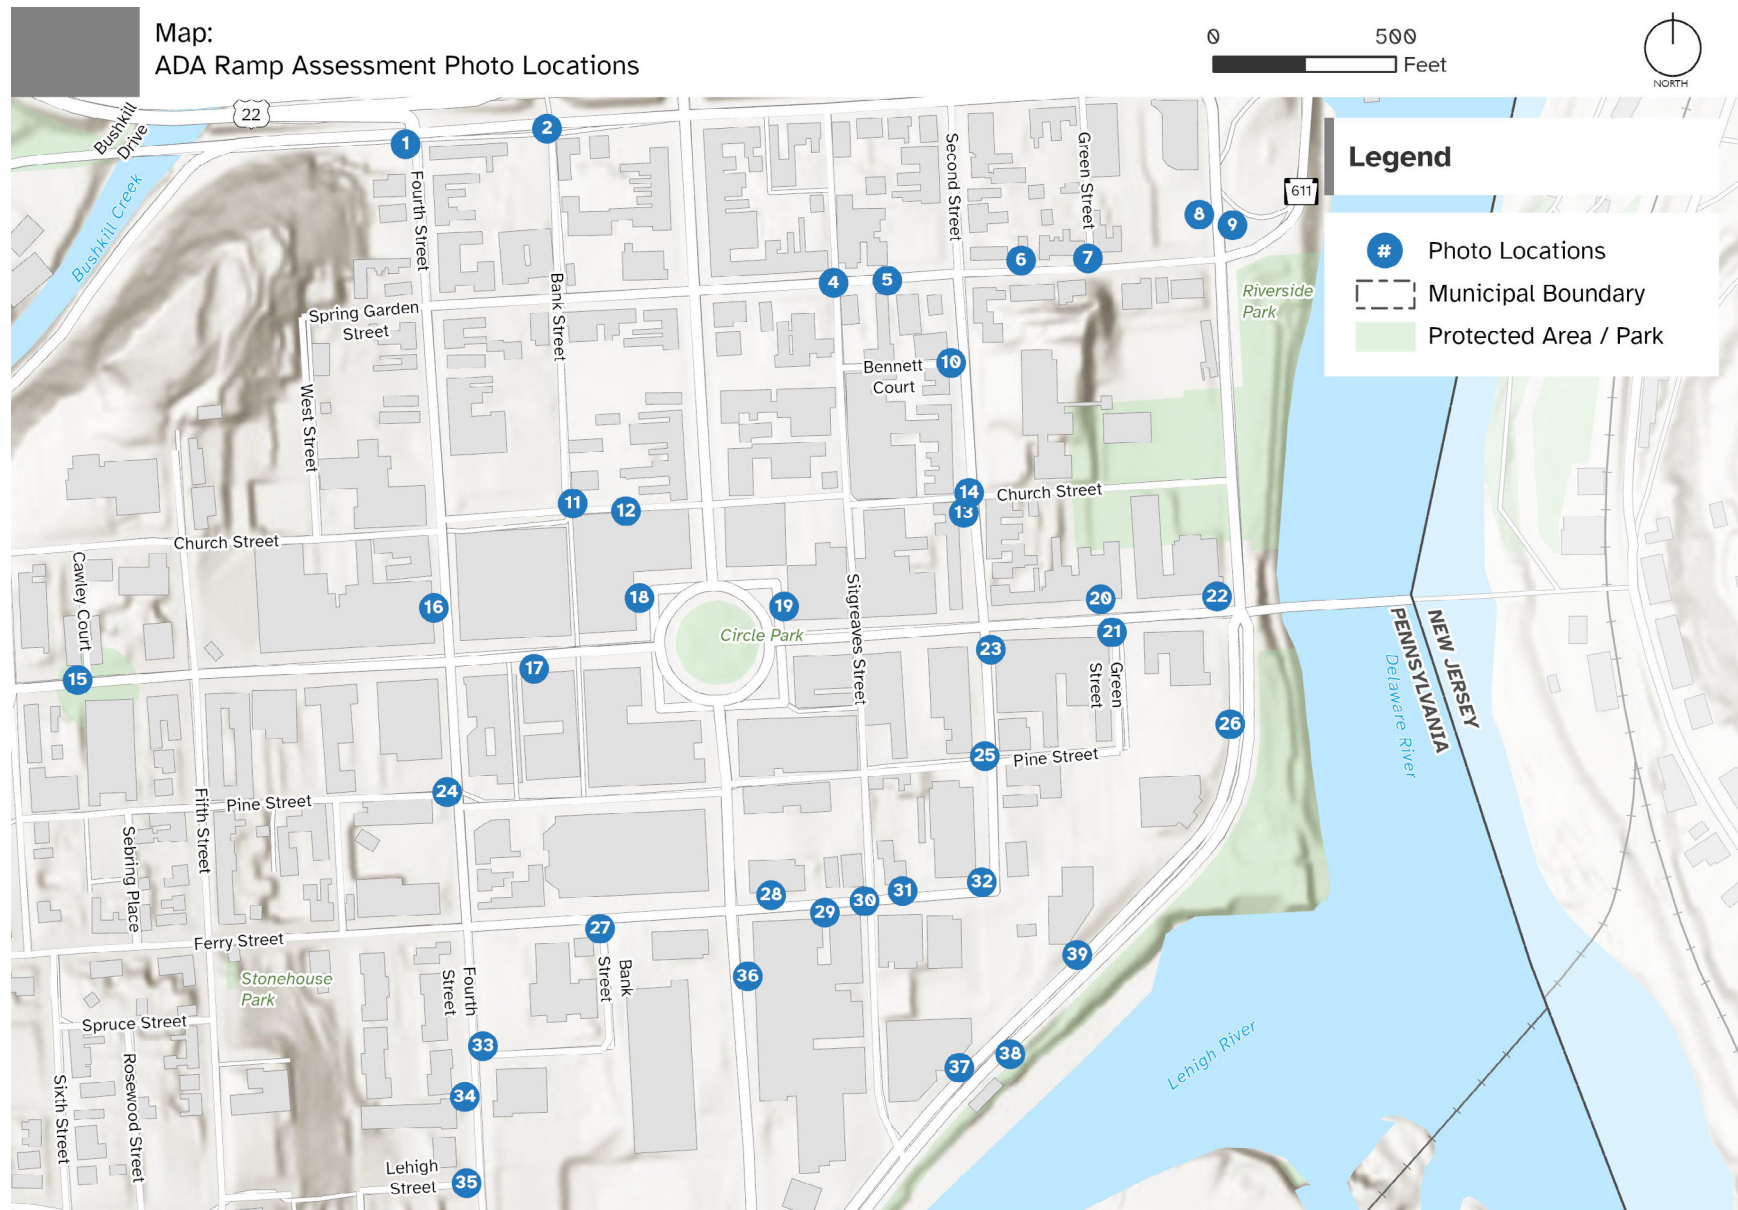 Map:
ADA Ramp Assessment Photo Locations
0
500
Feet
NORTH
Legend
#
Photo Locations
Municipal Boundary
Protected Area / Park
Bushkill
Drive
22
1
2
Bushkill Creek
Fourth Street
Second Street
Green Street
611
8
9
6
7
4
5
Riverside
Park
Bank Street
Spring Garden
Street
10
Bennett
Court
West Street
11
12
14
13
Church Street
Church Street
Cawley Court
16
18
19
Sitgreaves Street
20
22
21
Circle Park
23
15
17
Green
Street
26
NEW JERSEY
PENNSYLVANIA
Delaware River
25
Pine Street
24
Pine Street
Fifth Street
Sebring Place
28
29
30
31
32
27
Ferry Street
Bank
Street
36
39
Stonehouse
Park
Fourth
Street
Spruce Street
33
37
38
Lehigh River
34
Rosewood Street
Sixth Street
Lehigh
Street
35